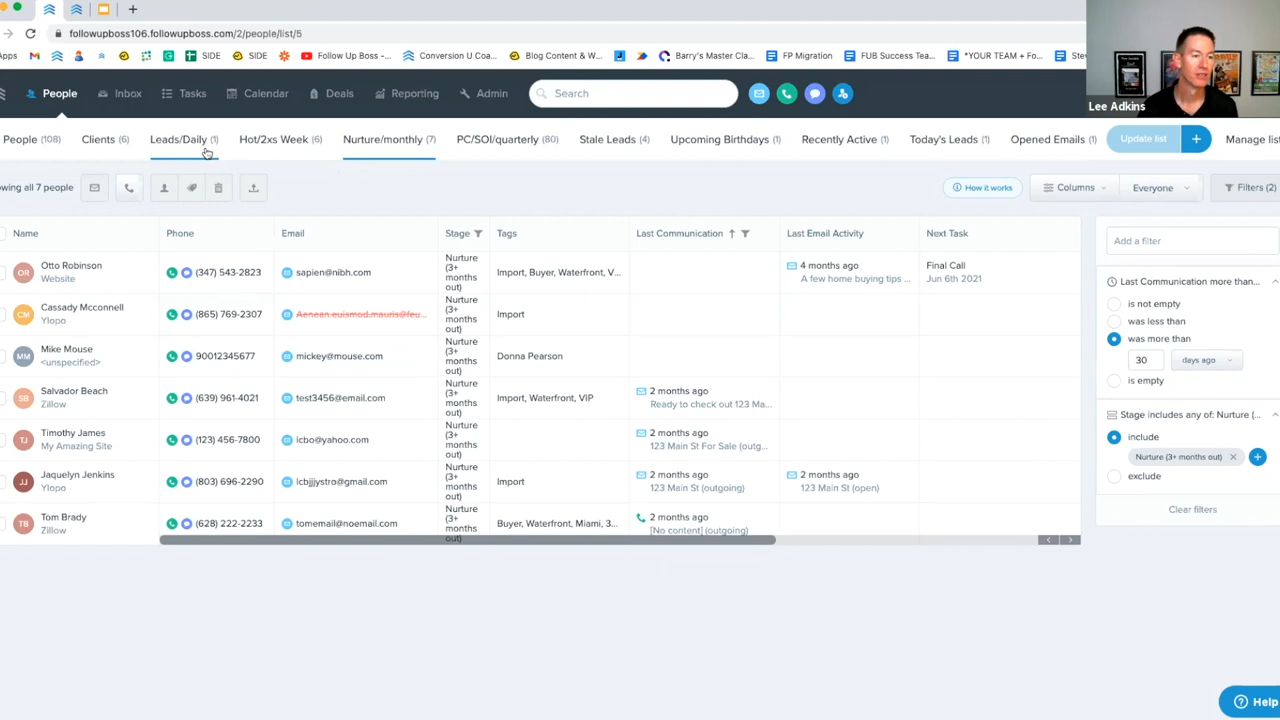 followupboss106.followupboss.com/2/people/list/5
Apps SIDE SIDE Follow Up Boss - ... Conversion U Coa... Blog Content & W... Barry's Master Cla... FP Migration FUB Success Tea... *YOUR TEAM + Fo...
People Inbox Tasks Calendar Deals Reporting Admin Search
Lee Adkins
People (108) Clients (6) Leads/Daily (1) Hot/2xs Week (6) Nurture/monthly (7) PC/SOI/quarterly (80) Stale Leads (4) Upcoming Birthdays (1) Recently Active (1) Today's Leads (1) Opened Emails (1) Update list + Manage list
owing all 7 people How it works Columns Everyone Filters (2)
Name Phone Email Stage Tags Last Communication Last Email Activity Next Task
Otto Robinson
Website
(347) 543-2823
sapien@nibh.com
Nurture
(3+
months
out)
Import, Buyer, Waterfront, V...
4 months ago
A few home buying tips ...
Final Call
Jun 6th 2021
Cassady Mcconnell
Ylopo
(865) 769-2307
Aenean.euismod.mauris@feu...
Nurture
(3+
months
out)
Import
Mike Mouse
<unspecified>
90012345677
mickey@mouse.com
Nurture
(3+
months
out)
Donna Pearson
Salvador Beach
Zillow
(639) 961-4021
test3456@email.com
Nurture
(3+
months
out)
Import, Waterfront, VIP
2 months ago
Ready to check out 123 Ma...
Timothy James
My Amazing Site
(123) 456-7800
lcbo@yahoo.com
Nurture
(3+
months
out)
2 months ago
123 Main St For Sale (outg...
Jaquelyn Jenkins
Ylopo
(803) 696-2290
lcbjjjystro@gmail.com
Nurture
(3+
months
out)
Import
2 months ago
123 Main St (outgoing)
2 months ago
123 Main St (open)
Tom Brady
Zillow
(628) 222-2233
tomemail@noemail.com
Nurture
(3+
months
out)
Buyer, Waterfront, Miami, 3...
2 months ago
[No content] (outgoing)
Add a filter
Last Communication more than...
is not empty
was less than
was more than
30 days ago
is empty
Stage includes any of: Nurture (...
include
Nurture (3+ months out)
exclude
Clear filters
Help